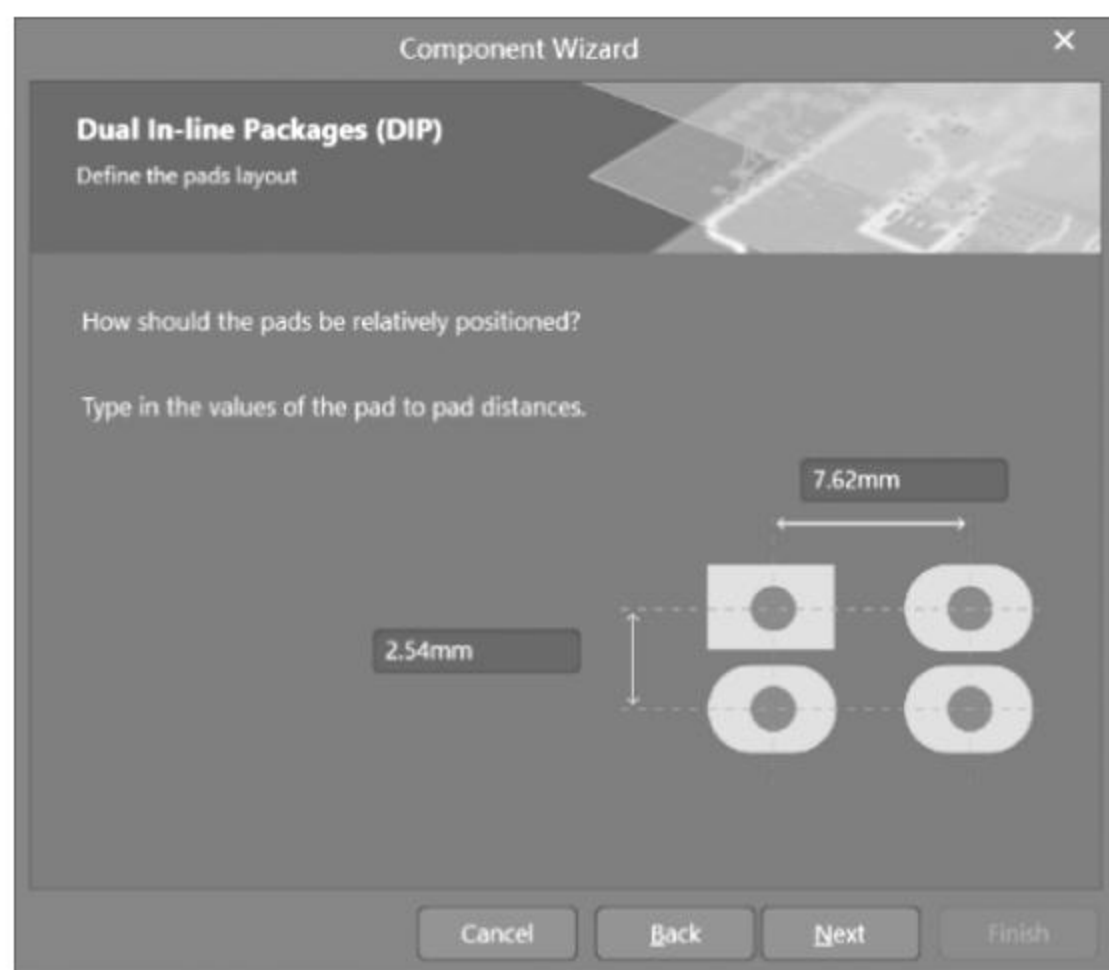 Component Wizard
Dual In-line Packages (DIP)
Define the pads layout
How should the pads be relatively positioned?
Type in the values of the pad to pad distances.
7.62mm
2.54mm
Cancel
Back
Next
Finish